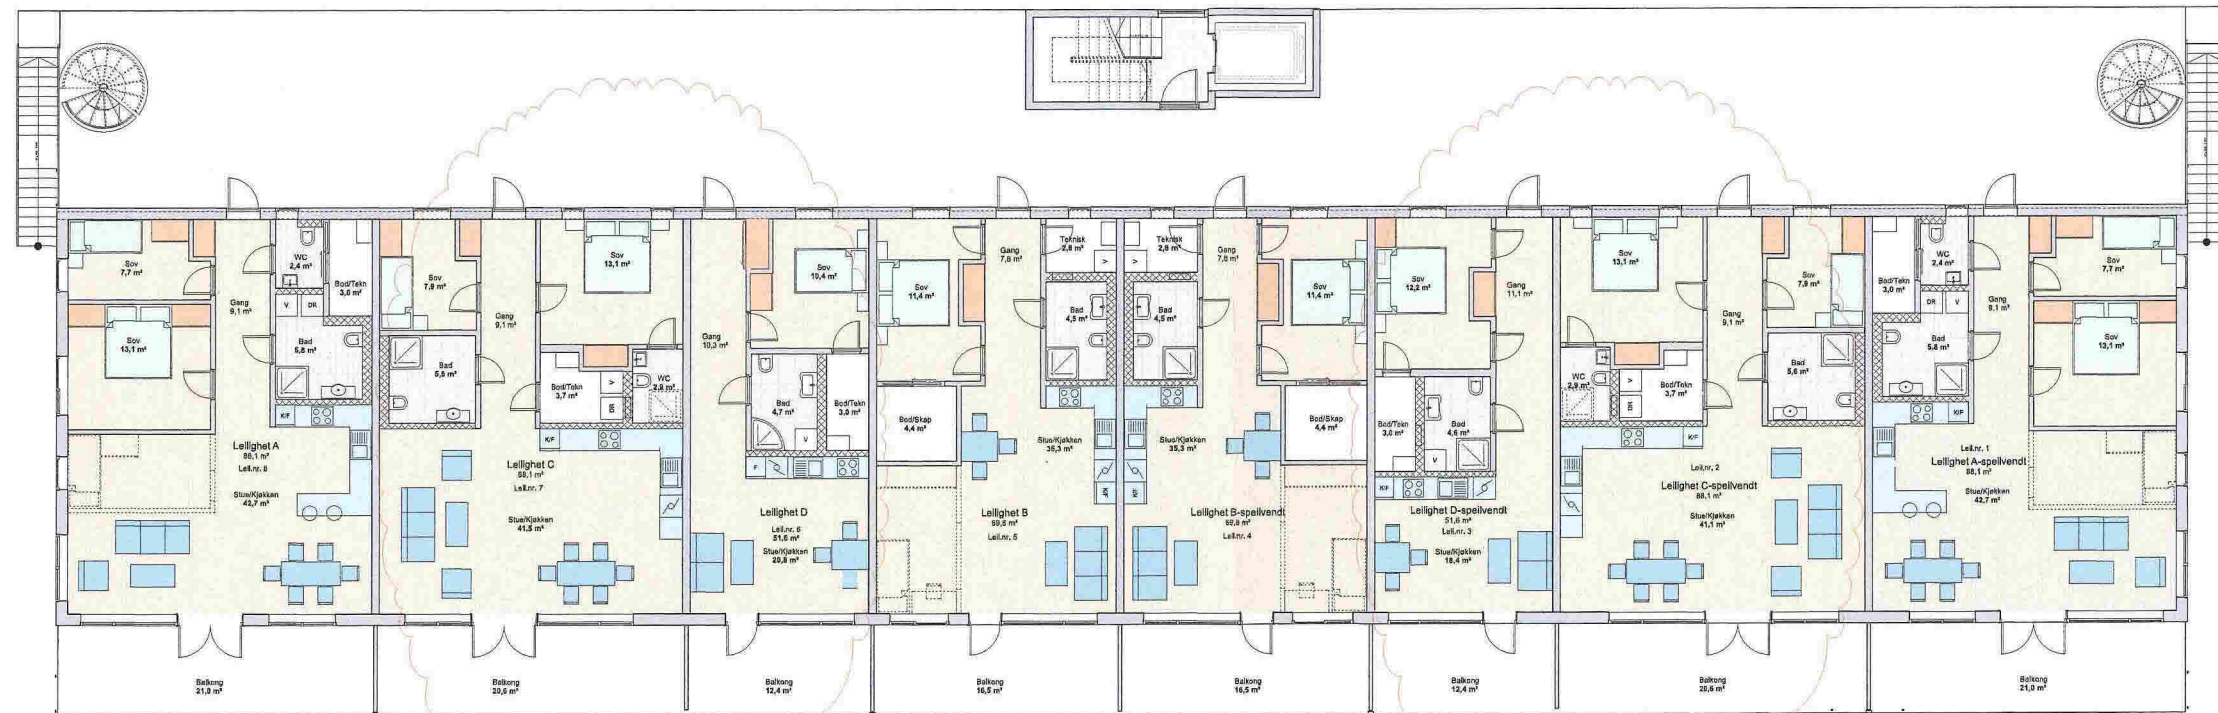 Sov
7,7 m²
Sov
13,1 m²
Gang
9,1 m²
WC
2,4 m²
Bod/Tekn
3,0 m²
V
DR
Bad
5,8 m²
K/F
Leilighet A
88,1 m²
Leil.nr. 8
Stue/Kjøkken
42,7 m²
Balkong
21,0 m²
Sov
7,9 m²
Gang
9,1 m²
Sov
13,1 m²
Bad
5,6 m²
Bod/Tekn
3,7 m²
V
DR
WC
2,9 m²
K/F
Leilighet C
88,1 m²
Leil.nr. 7
Stue/Kjøkken
41,5 m²
Balkong
20,6 m²
Sov
10,4 m²
Gang
10,3 m²
Bad
4,7 m²
V
Bod/Tekn
3,0 m²
F
Leilighet D
Leil.nr. 6
51,6 m²
Stue/Kjøkken
20,8 m²
Balkong
12,4 m²
Sov
11,4 m²
Gang
7,8 m²
Teknisk
2,8 m²
V
Bad
4,5 m²
Bod/Skap
4,4 m²
Stue/Kjøkken
35,3 m²
K/F
Leilighet B
69,8 m²
Leil.nr. 5
Balkong
16,5 m²
Teknisk
2,8 m²
V
Gang
7,8 m²
Sov
11,4 m²
Bad
4,5 m²
Bod/Skap
4,4 m²
Stue/Kjøkken
35,3 m²
K/F
Leilighet B-speilvendt
69,8 m²
Leil.nr. 4
Balkong
16,5 m²
Sov
12,2 m²
Gang
11,1 m²
Bod/Tekn
3,0 m²
Bad
4,6 m²
V
K/F
Leilighet D-speilvendt
51,6 m²
Leil.nr. 3
Stue/Kjøkken
18,4 m²
Balkong
12,4 m²
Sov
13,1 m²
Gang
9,1 m²
Sov
7,9 m²
WC
2,9 m²
V
DR
Bod/Tekn
3,7 m²
Bad
5,6 m²
K/F
Leil.nr. 2
Leilighet C-speilvendt
88,1 m²
Stue/Kjøkken
41,1 m²
Balkong
20,6 m²
Bod/Tekn
3,0 m²
WC
2,4 m²
Gang
9,1 m²
Sov
7,7 m²
DR
V
Bad
5,8 m²
Sov
13,1 m²
K/F
Leil.nr. 1
Leilighet A-speilvendt
88,1 m²
Stue/Kjøkken
42,7 m²
Balkong
21,0 m²